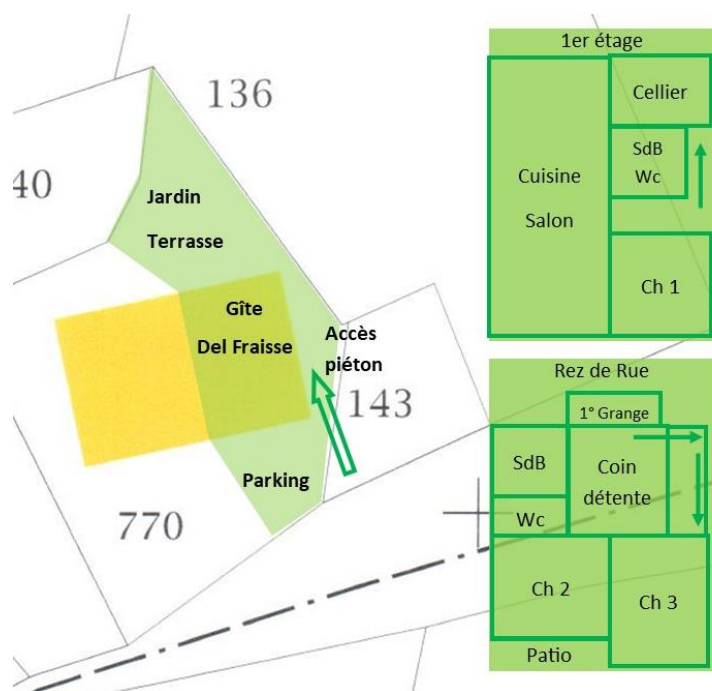 136
40
Jardin
Terrasse
Gîte
Del Fraisse
Accès
piéton
143
Parking
770
1er étage
Cellier
SdB
Wc
Cuisine
Salon
Ch 1
Rez de Rue
1° Grange
SdB
Coin
détente
Wc
Ch 2
Ch 3
Patio